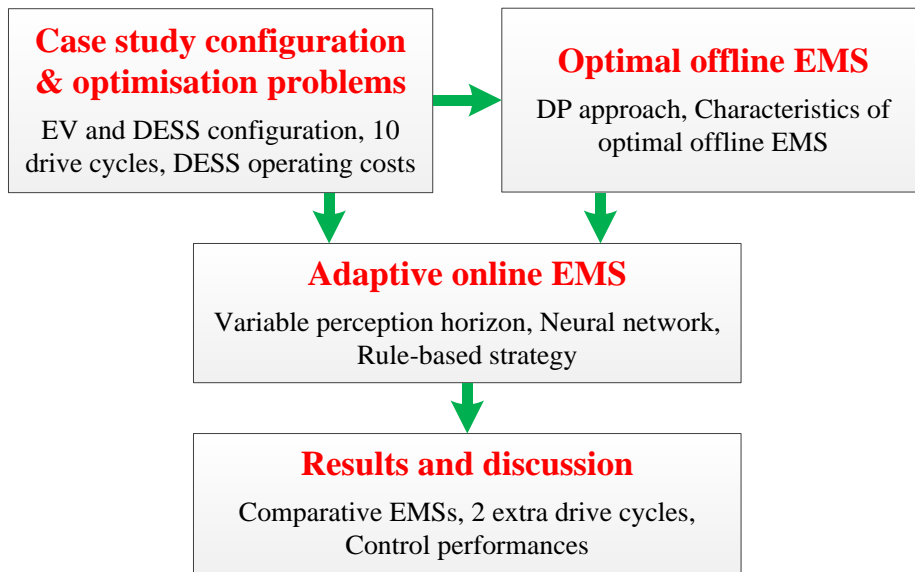 Case study configuration
& optimisation problems
EV and DESS configuration, 10
drive cycles, DESS operating costs
Optimal offline EMS
DP approach, Characteristics of
optimal offline EMS
Adaptive online EMS
Variable perception horizon, Neural network,
Rule-based strategy
Results and discussion
Comparative EMSs, 2 extra drive cycles,
Control performances